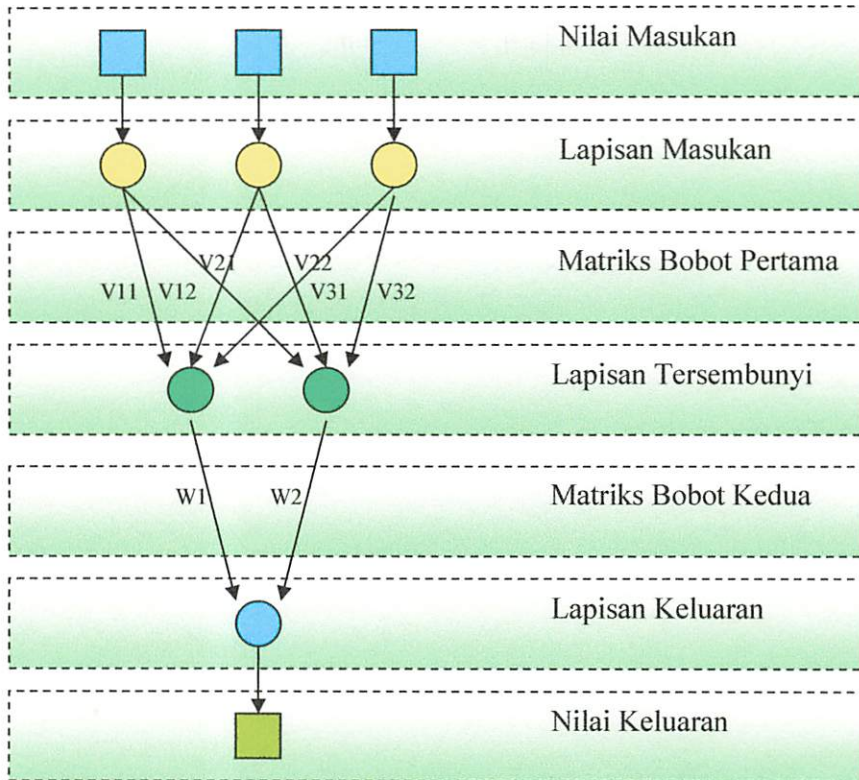 Nilai Masukan
Lapisan Masukan
Matriks Bobot Pertama
V21 V22
V11 V12 V31 V32
Lapisan Tersembunyi
Matriks Bobot Kedua
W1 W2
Lapisan Keluaran
Nilai Keluaran